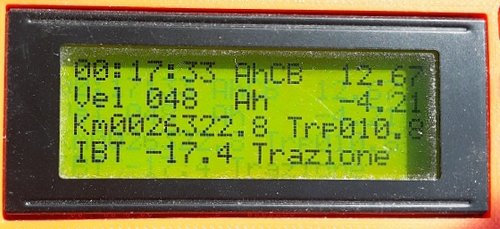 00:17:33 AhCB 12.67
Vel 048 Ah -4.21
Km0026322.8 Trp010.8
IBT -17.4 Trazione